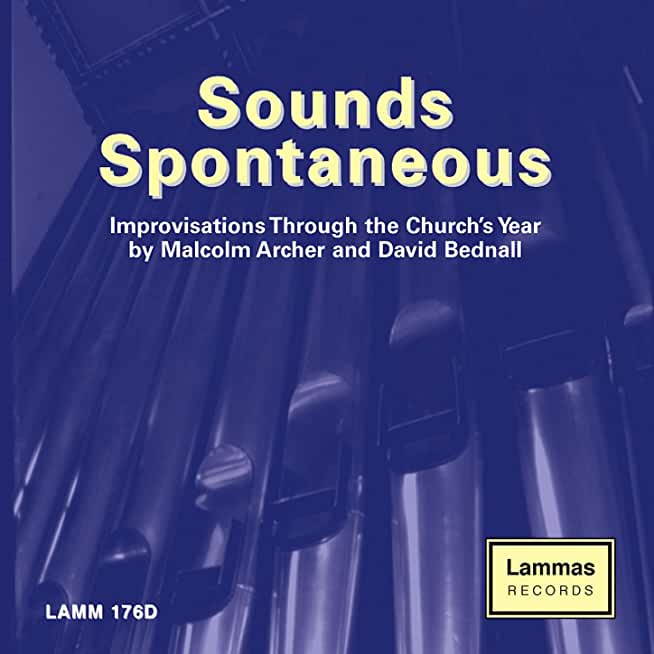 Sounds
Spontaneous
Improvisations Through the Church's Year
by Malcolm Archer and David Bednall
Lammas
RECORDS
LAMM 176D